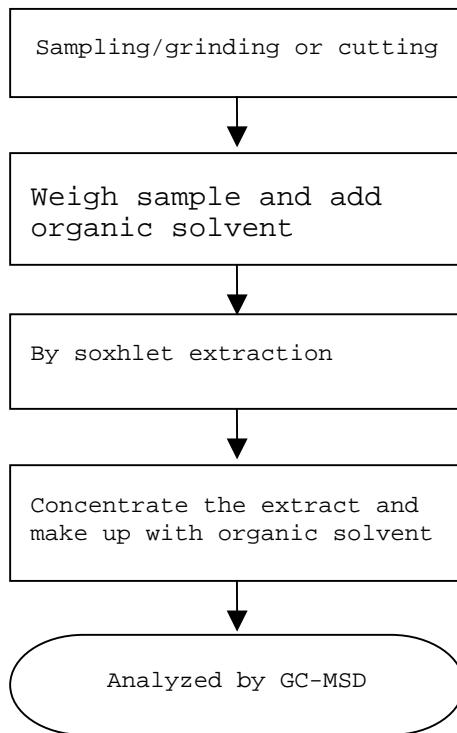 Sampling/grinding or cutting
Weigh sample and add
organic solvent
By soxhlet extraction
Concentrate the extract and
make up with organic solvent
Analyzed by GC-MSD